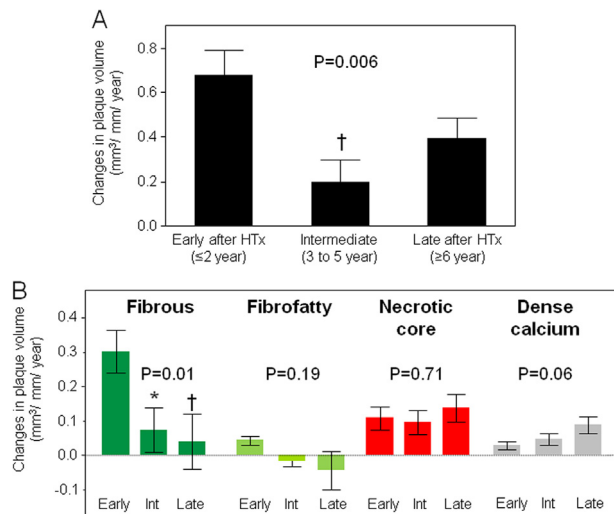 A
Changes in plaque volume
(mm³/ mm/ year)
0.8
0.6
0.4
0.2
0.0
P=0.006
†
Early after HTx
(≤2 year)
Intermediate
(3 to 5 year)
Late after HTx
(≥6 year)
B
Changes in plaque volume
(mm³/ mm/ year)
0.4
0.3
0.2
0.1
0.0
-0.1
Fibrous
P=0.01
*
†
Early Int Late
Fibrofatty
P=0.19
Early Int Late
Necrotic
core
P=0.71
Early Int Late
Dense
calcium
P=0.06
Early Int Late